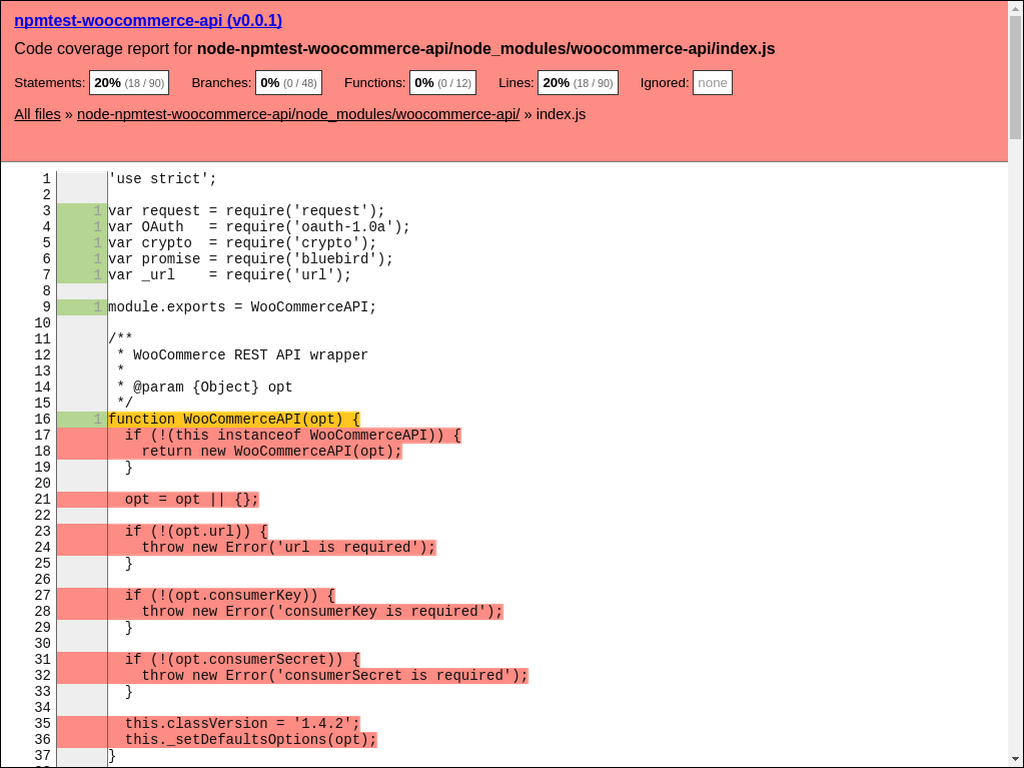 npmtest-woocommerce-api (v0.0.1)
Code coverage report for node-npmtest-woocommerce-api/node_modules/woocommerce-api/index.js
Statements: 20% (18 / 90) Branches: 0% (0 / 48) Functions: 0% (0 / 12) Lines: 20% (18 / 90) Ignored: none
All files » node-npmtest-woocommerce-api/node_modules/woocommerce-api/ » index.js
1 'use strict';
2
3 1 var request = require('request');
4 1 var OAuth   = require('oauth-1.0a');
5 1 var crypto  = require('crypto');
6 1 var promise = require('bluebird');
7 1 var _url    = require('url');
8
9 1 module.exports = WooCommerceAPI;
10
11 /**
12  * WooCommerce REST API wrapper
13  *
14  * @param {Object} opt
15  */
16 1 function WooCommerceAPI(opt) {
17   if (!(this instanceof WooCommerceAPI)) {
18     return new WooCommerceAPI(opt);
19   }
20
21   opt = opt || {};
22
23   if (!(opt.url)) {
24     throw new Error('url is required');
25   }
26
27   if (!(opt.consumerKey)) {
28     throw new Error('consumerKey is required');
29   }
30
31   if (!(opt.consumerSecret)) {
32     throw new Error('consumerSecret is required');
33   }
34
35   this.classVersion = '1.4.2';
36   this._setDefaultsOptions(opt);
37 }